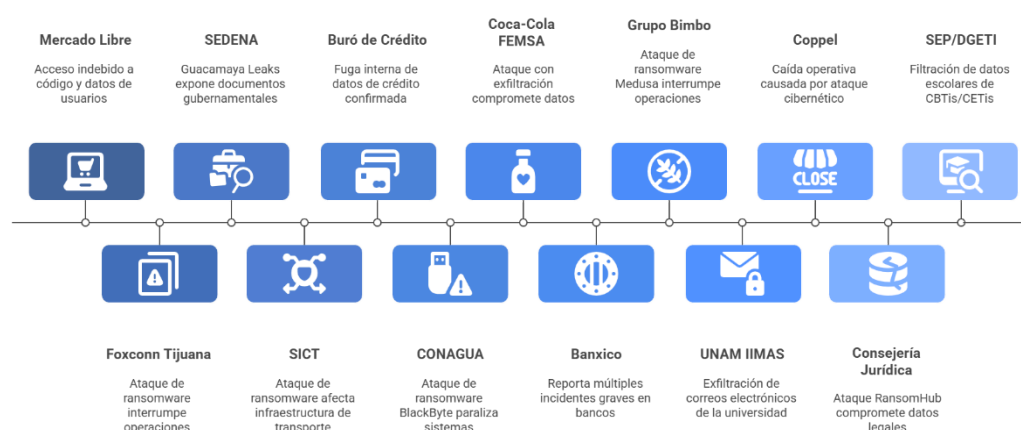 Mercado Libre
Acceso indebido a
código y datos de
usuarios
SEDENA
Guacamaya Leaks
expone documentos
gubernamentales
Buró de Crédito
Fuga interna de
datos de crédito
confirmada
Coca-Cola
FEMSA
Ataque con
exfiltración
compromete datos
Grupo Bimbo
Ataque de
ransomware
Medusa interrumpe
operaciones
Coppel
Caída operativa
causada por ataque
cibernético
SEP/DGETI
Filtración de datos
escolares de
CBTis/CETis
CLOSE
Foxconn Tijuana
Ataque de
ransomware
interrumpe
operaciones
SICT
Ataque de
ransomware afecta
infraestructura de
transporte
CONAGUA
Ataque de
ransomware
BlackByte paraliza
sistemas
Banxico
Reporta múltiples
incidentes graves en
bancos
UNAM IIMAS
Exfiltración de
correos electrónicos
de la universidad
Consejería
Jurídica
Ataque RansomHub
compromete datos
legales